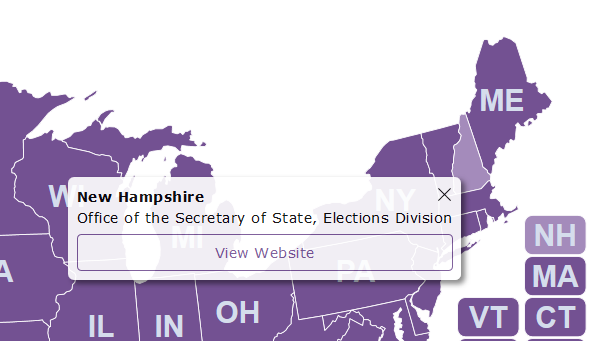 ME
WI
New Hampshire
Office of the Secretary of State, Elections Division
NY
MI
View Website
PA
NH
MA
VT
CT
OH
IL
IN